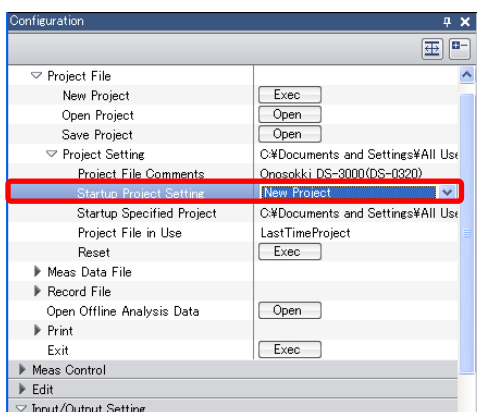 Configuration
Project File
New Project Exec
Open Project Open
Save Project Open
Project Setting C:¥Documents and Settings¥All Use
Project File Comments Onosokki DS-3000(DS-0320)
Startup Project Setting New Project
Startup Specified Project C:¥Documents and Settings¥All Use
Project File in Use LastTimeProject
Reset Exec
Meas Data File
Record File
Open Offline Analysis Data Open
Print
Exit Exec
Meas Control
Edit
Input/Output Setting